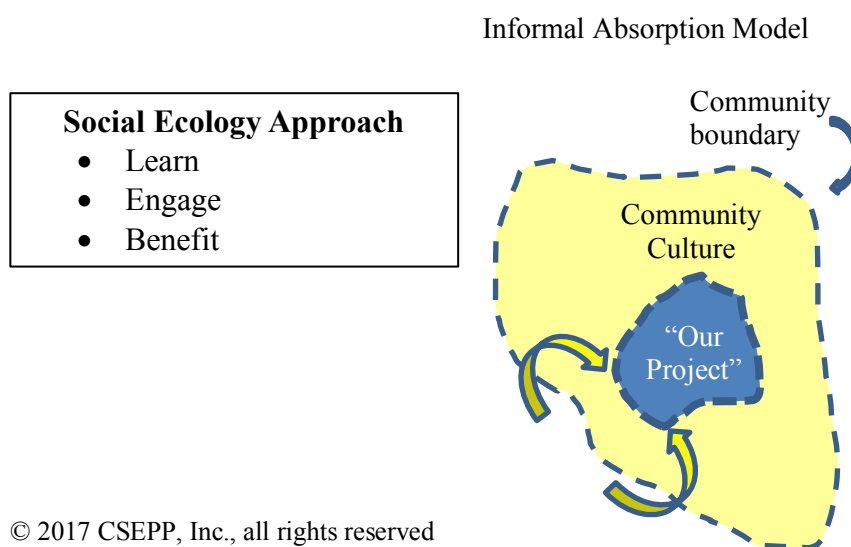 Informal Absorption Model
Social Ecology Approach
• Learn
• Engage
• Benefit
Community
boundary
Community
Culture
“Our
Project”
© 2017 CSEPP, Inc., all rights reserved